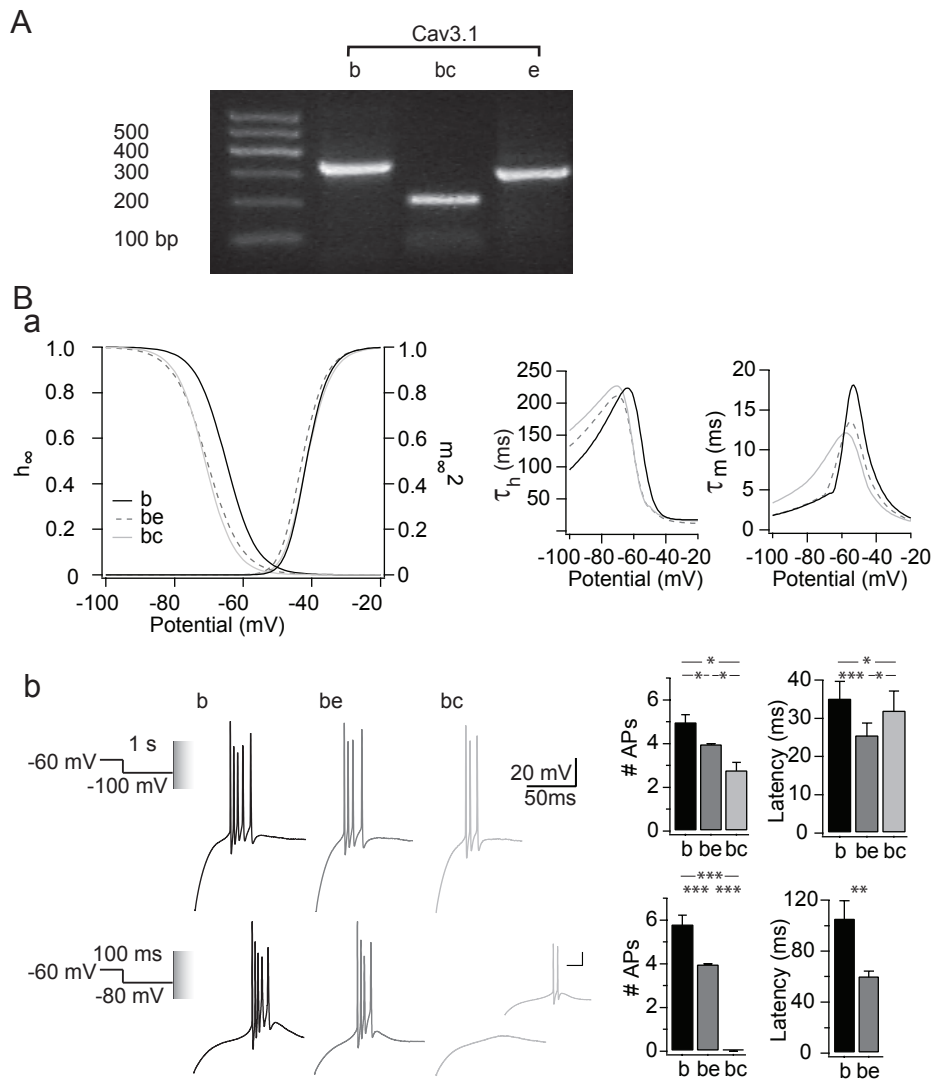 A
Cav3.1
b bc e
500
400
300
200
100 bp
B
a
1.0
0.8
0.6
0.4
0.2
0
h∞
1.0
0.8
0.6
0.4
0.2
0
m∞2
b
be
bc
-100 -80 -60 -40 -20
Potential (mV)
250
200
150
100
50
τh (ms)
-100 -80 -60 -40 -20
Potential (mV)
20
15
10
5
0
τm (ms)
-100 -80 -60 -40 -20
Potential (mV)
b
b be bc
1 s
-60 mV
-100 mV
20 mV
50ms
* 
* *
6
4
2
0
# APs
b be bc
*
*** *
40
30
20
10
0
Latency (ms)
b be bc
100 ms
-60 mV
-80 mV
***
*** ***
6
4
2
0
# APs
b be bc
**
120
80
40
0
Latency (ms)
b be